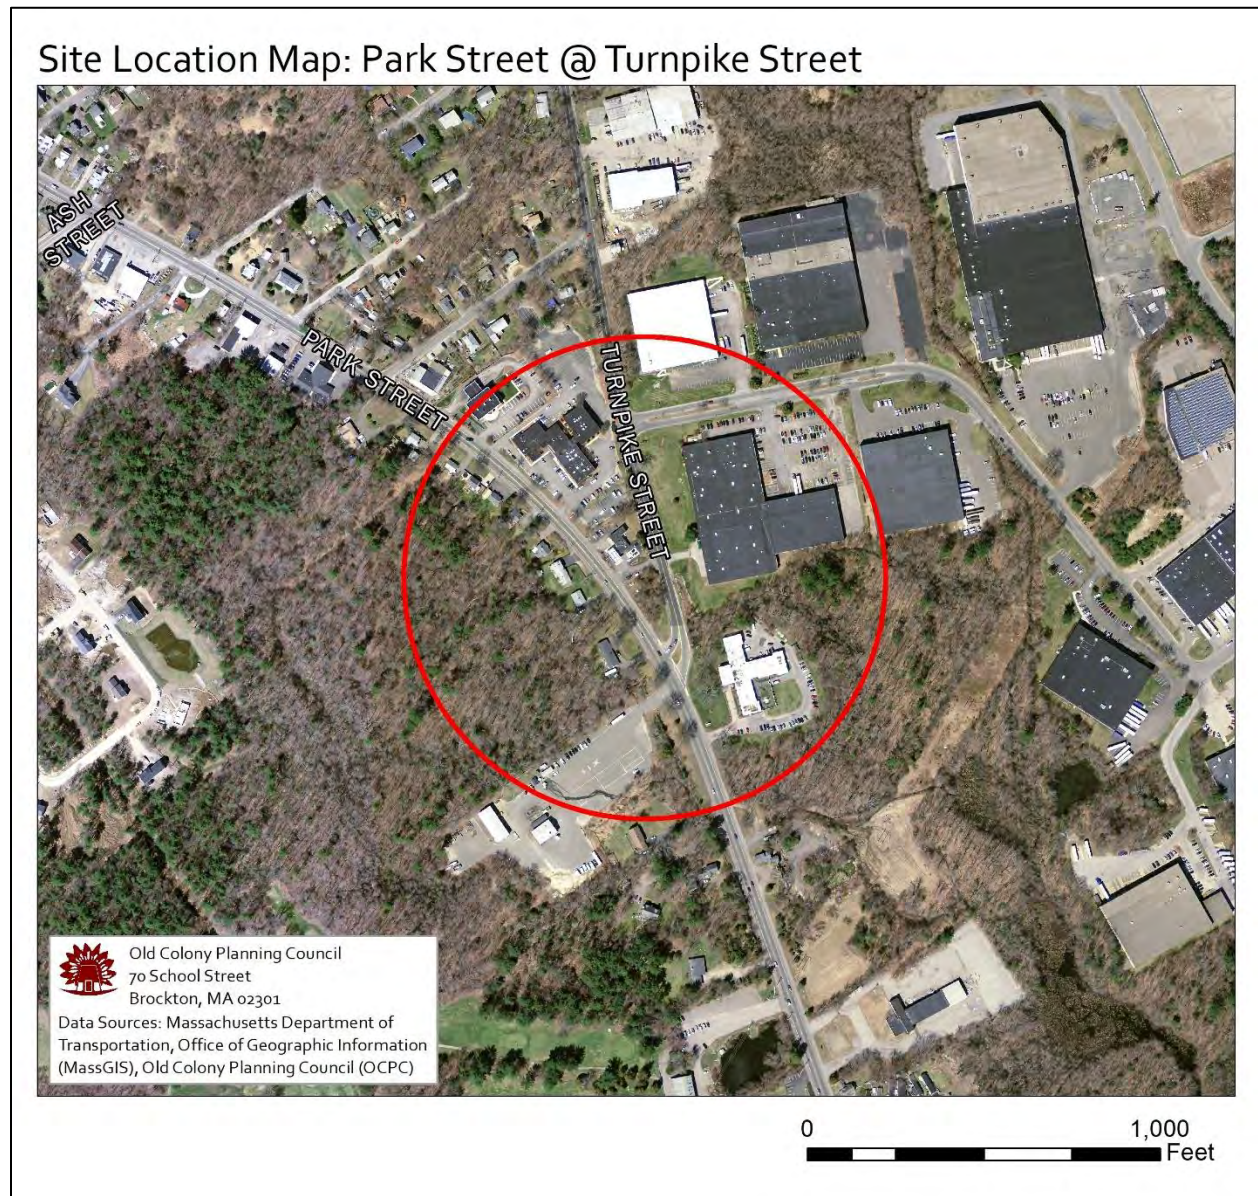 Site Location Map: Park Street @ Turnpike Street
ASH
STREET
PARK STREET
TURNPIKE STREET
Old Colony Planning Council
70 School Street
Brockton, MA 02301
Data Sources: Massachusetts Department of
Transportation, Office of Geographic Information
(MassGIS), Old Colony Planning Council (OCPC)
0
1,000
Feet